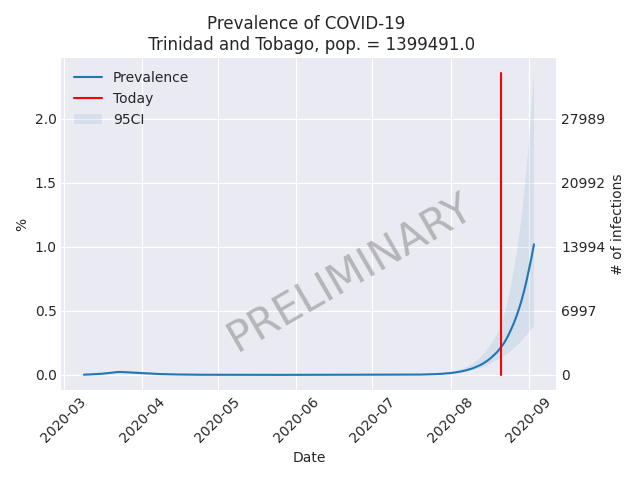 Prevalence of COVID-19
Trinidad and Tobago, pop. = 1399491.0
Prevalence
Today
95CI
2.0
1.5
1.0
0.5
0.0
%
27989
20992
13994
6997
0
# of infections
PRELIMINARY
2020-03
2020-04
2020-05
2020-06
2020-07
2020-08
2020-09
Date